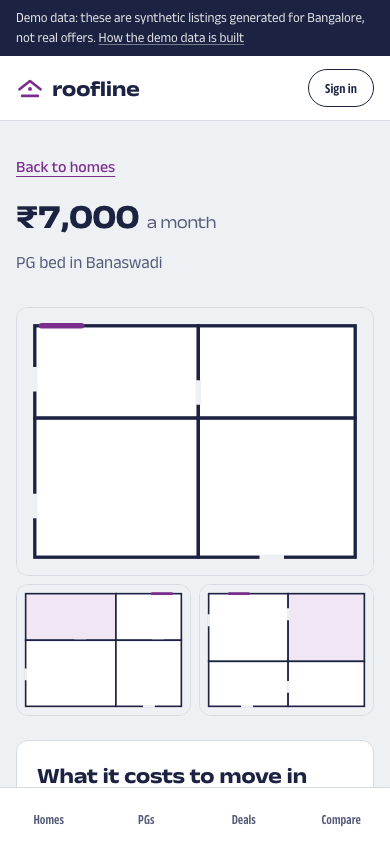 Demo data: these are synthetic listings generated for Bangalore,
not real offers. How the demo data is built
roofline
Sign in
Back to homes
₹7,000 a month
PG bed in Banaswadi
What it costs to move in
Homes PGs Deals Compare